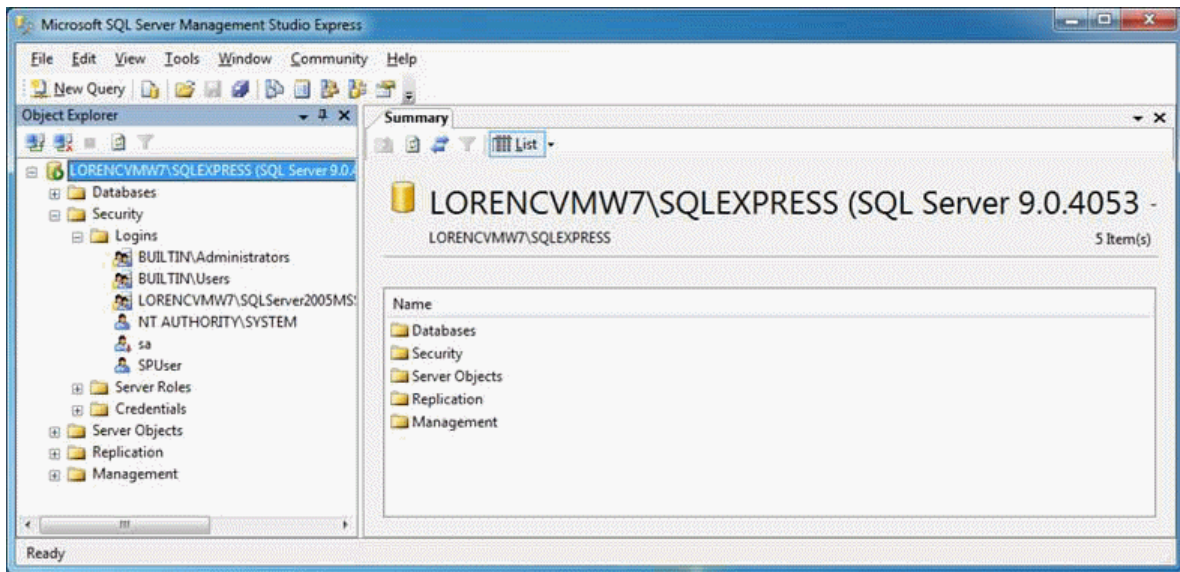 Microsoft SQL Server Management Studio Express
File Edit View Tools Window Community Help
New Query
Object Explorer
Summary
List
LORENCVMW7\SQLEXPRESS (SQL Server 9.0.4
Databases
Security
Logins
BUILTIN\Administrators
BUILTIN\Users
LORENCVMW7\SQLServer2005MS
NT AUTHORITY\SYSTEM
sa
SPUser
Server Roles
Credentials
Server Objects
Replication
Management
LORENCVMW7\SQLEXPRESS (SQL Server 9.0.4053 -
LORENCVMW7\SQLEXPRESS
5 Item(s)
Name
Databases
Security
Server Objects
Replication
Management
Ready